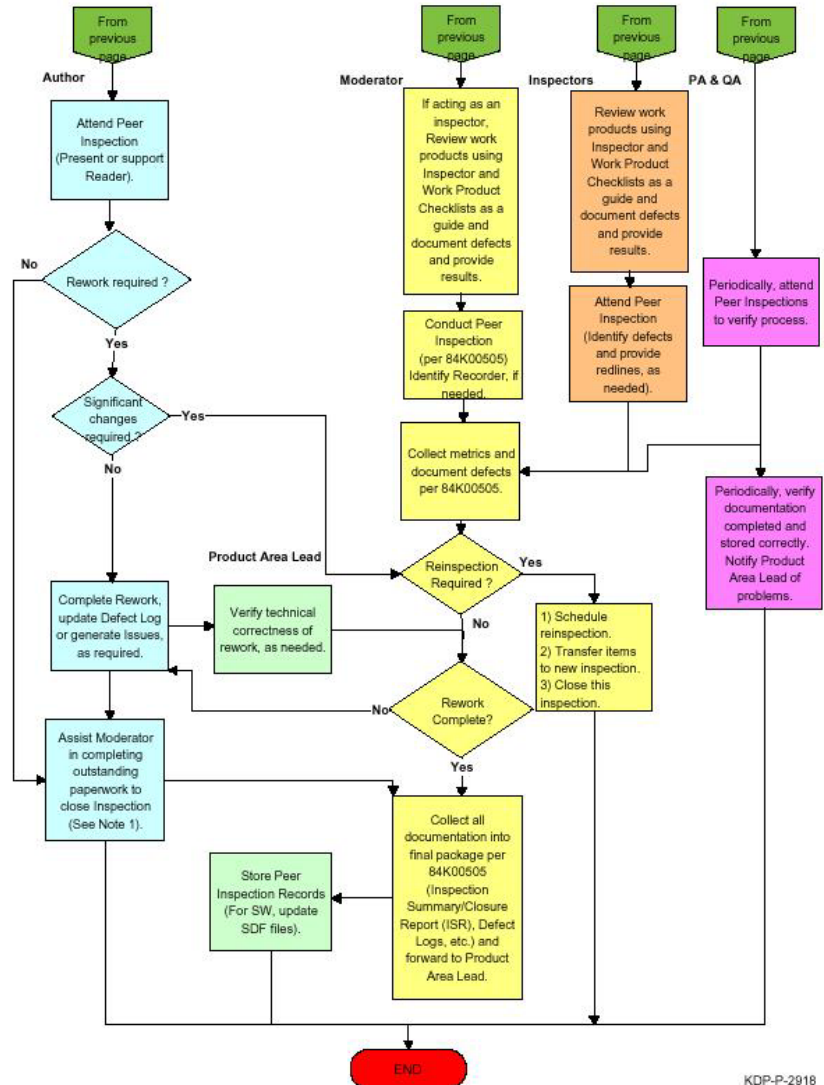 From
previous
page
From
previous
page
From
previous
page
From
previous
page
Author
Moderator
Inspectors
PA & QA
Attend Peer
Inspection
(Present or support
Reader).
If acting as an
inspector,
Review work
products using
Inspector and
Work Product
Checklists as a
guide and
document defects
and provide
results.
Review work
products using
Inspector and
Work Product
Checklists as a
guide and
document defects
and provide
results.
No
Rework required ?
Yes
Periodically, attend
Peer Inspections
to verify process.
Conduct Peer
Inspection
(per 84K00505)
Identify Recorder, if
needed.
Attend Peer
Inspection
(Identify defects
and provide
redlines, as
needed).
Significant
changes
required ?
Yes
No
Collect metrics and
document defects
per 84K00505.
Periodically, verify
documentation
completed and
stored correctly.
Notify Product
Area Lead of
problems.
Product Area Lead
Reinspection
Required ?
Yes
No
Complete Rework,
update Defect Log
or generate Issues,
as required.
Verify technical
correctness of
rework, as needed.
1) Schedule
reinspection.
2) Transfer items
to new inspection.
3) Close this
inspection.
No
Rework
Complete?
Yes
Assist Moderator
in completing
outstanding
paperwork to
close Inspection
(See Note 1).
Collect all
documentation into
final package per
84K00505
(Inspection
Summary/Closure
Report (ISR), Defect
Logs, etc.) and
forward to Product
Area Lead.
Store Peer
Inspection Records
(For SW, update
SDF files).
END
KDP-P-2918